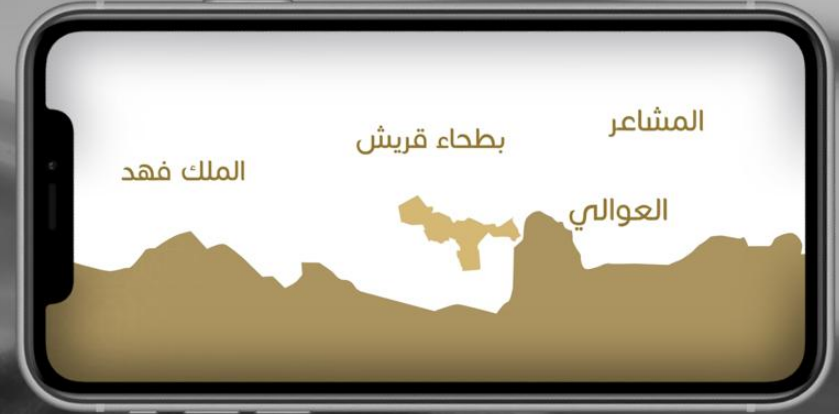 المشاعر
بطحاء قريش
الملك فهد
العوالي